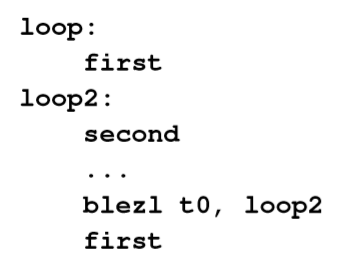 loop:
    first
loop2:
    second
    ...
    blezl t0, loop2
    first